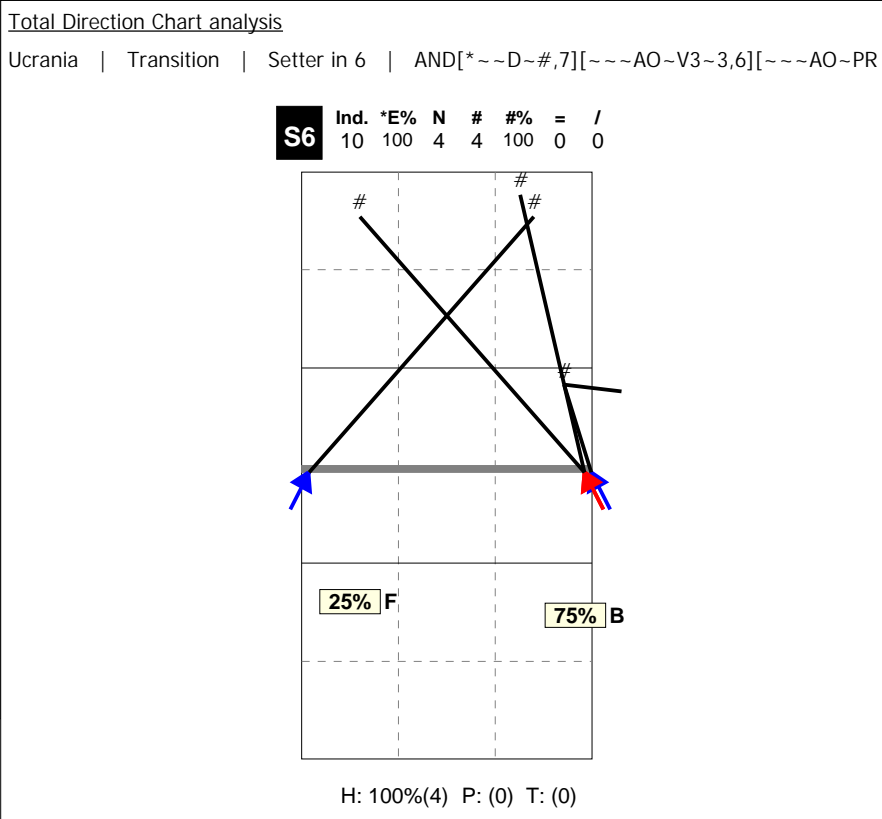 Total Direction Chart analysis
Ucrania | Transition | Setter in 6 | AND[*~~D~#,7][~~~AO~V3~3,6][~~~AO~PR
S6 Ind. *E% N # #% = /
10 100 4 4 100 0 0
#
# #
#
25% F
75% B
H: 100%(4) P: (0) T: (0)